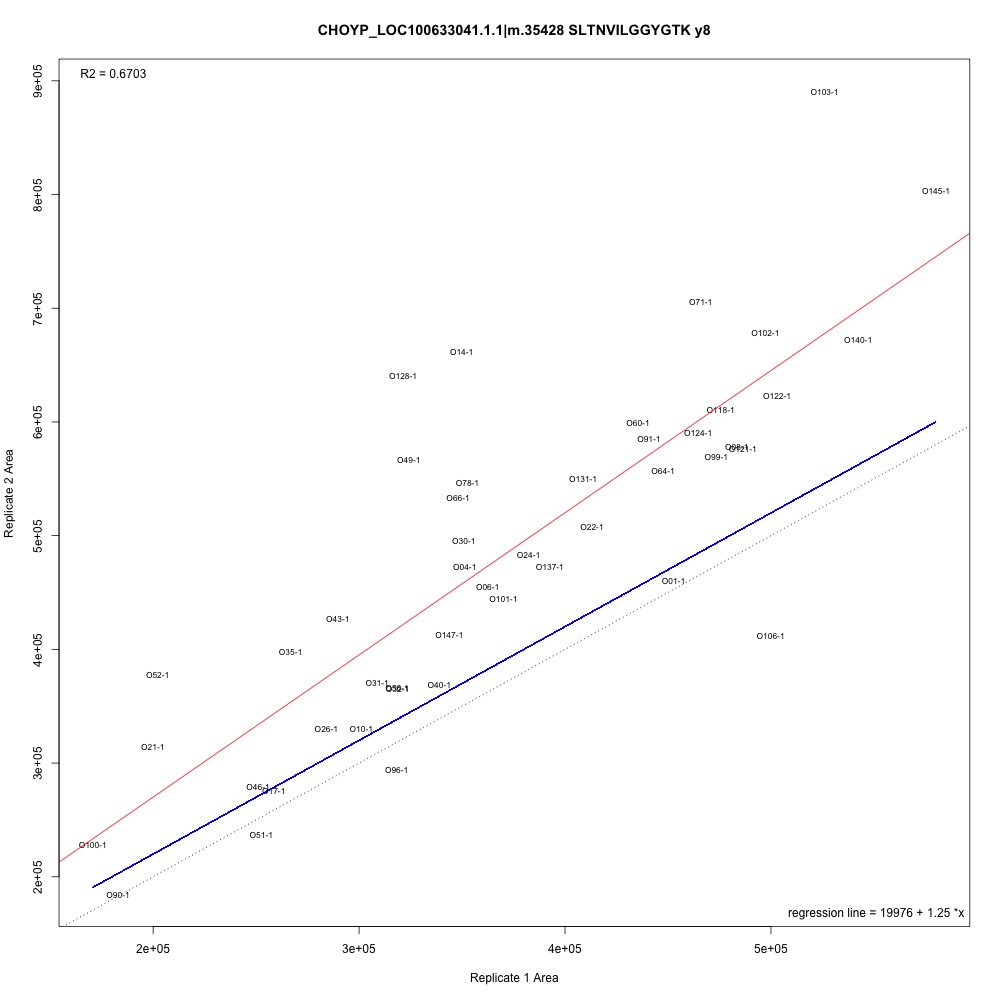 CHOYP_LOC100633041.1.1|m.35428 SLTNVILGGYGTK y8
R2 = 0.6703
9e+05
8e+05
7e+05
6e+05
5e+05
4e+05
3e+05
2e+05
Replicate 2 Area
O103-1
O145-1
O71-1
O102-1
O140-1
O14-1
O128-1
O122-1
O118-1
O60-1
O124-1
O91-1
O121-1
O99-1
O49-1
O64-1
O131-1
O78-1
O66-1
O22-1
O30-1
O24-1
O04-1
O137-1
O01-1
O06-1
O101-1
O43-1
O147-1
O106-1
O35-1
O52-1
O31-1
O40-1
O26-1
O10-1
O21-1
O96-1
O46-1
O17-1
O51-1
O100-1
O90-1
regression line = 19976 + 1.25 *x
2e+05 3e+05 4e+05 5e+05
Replicate 1 Area